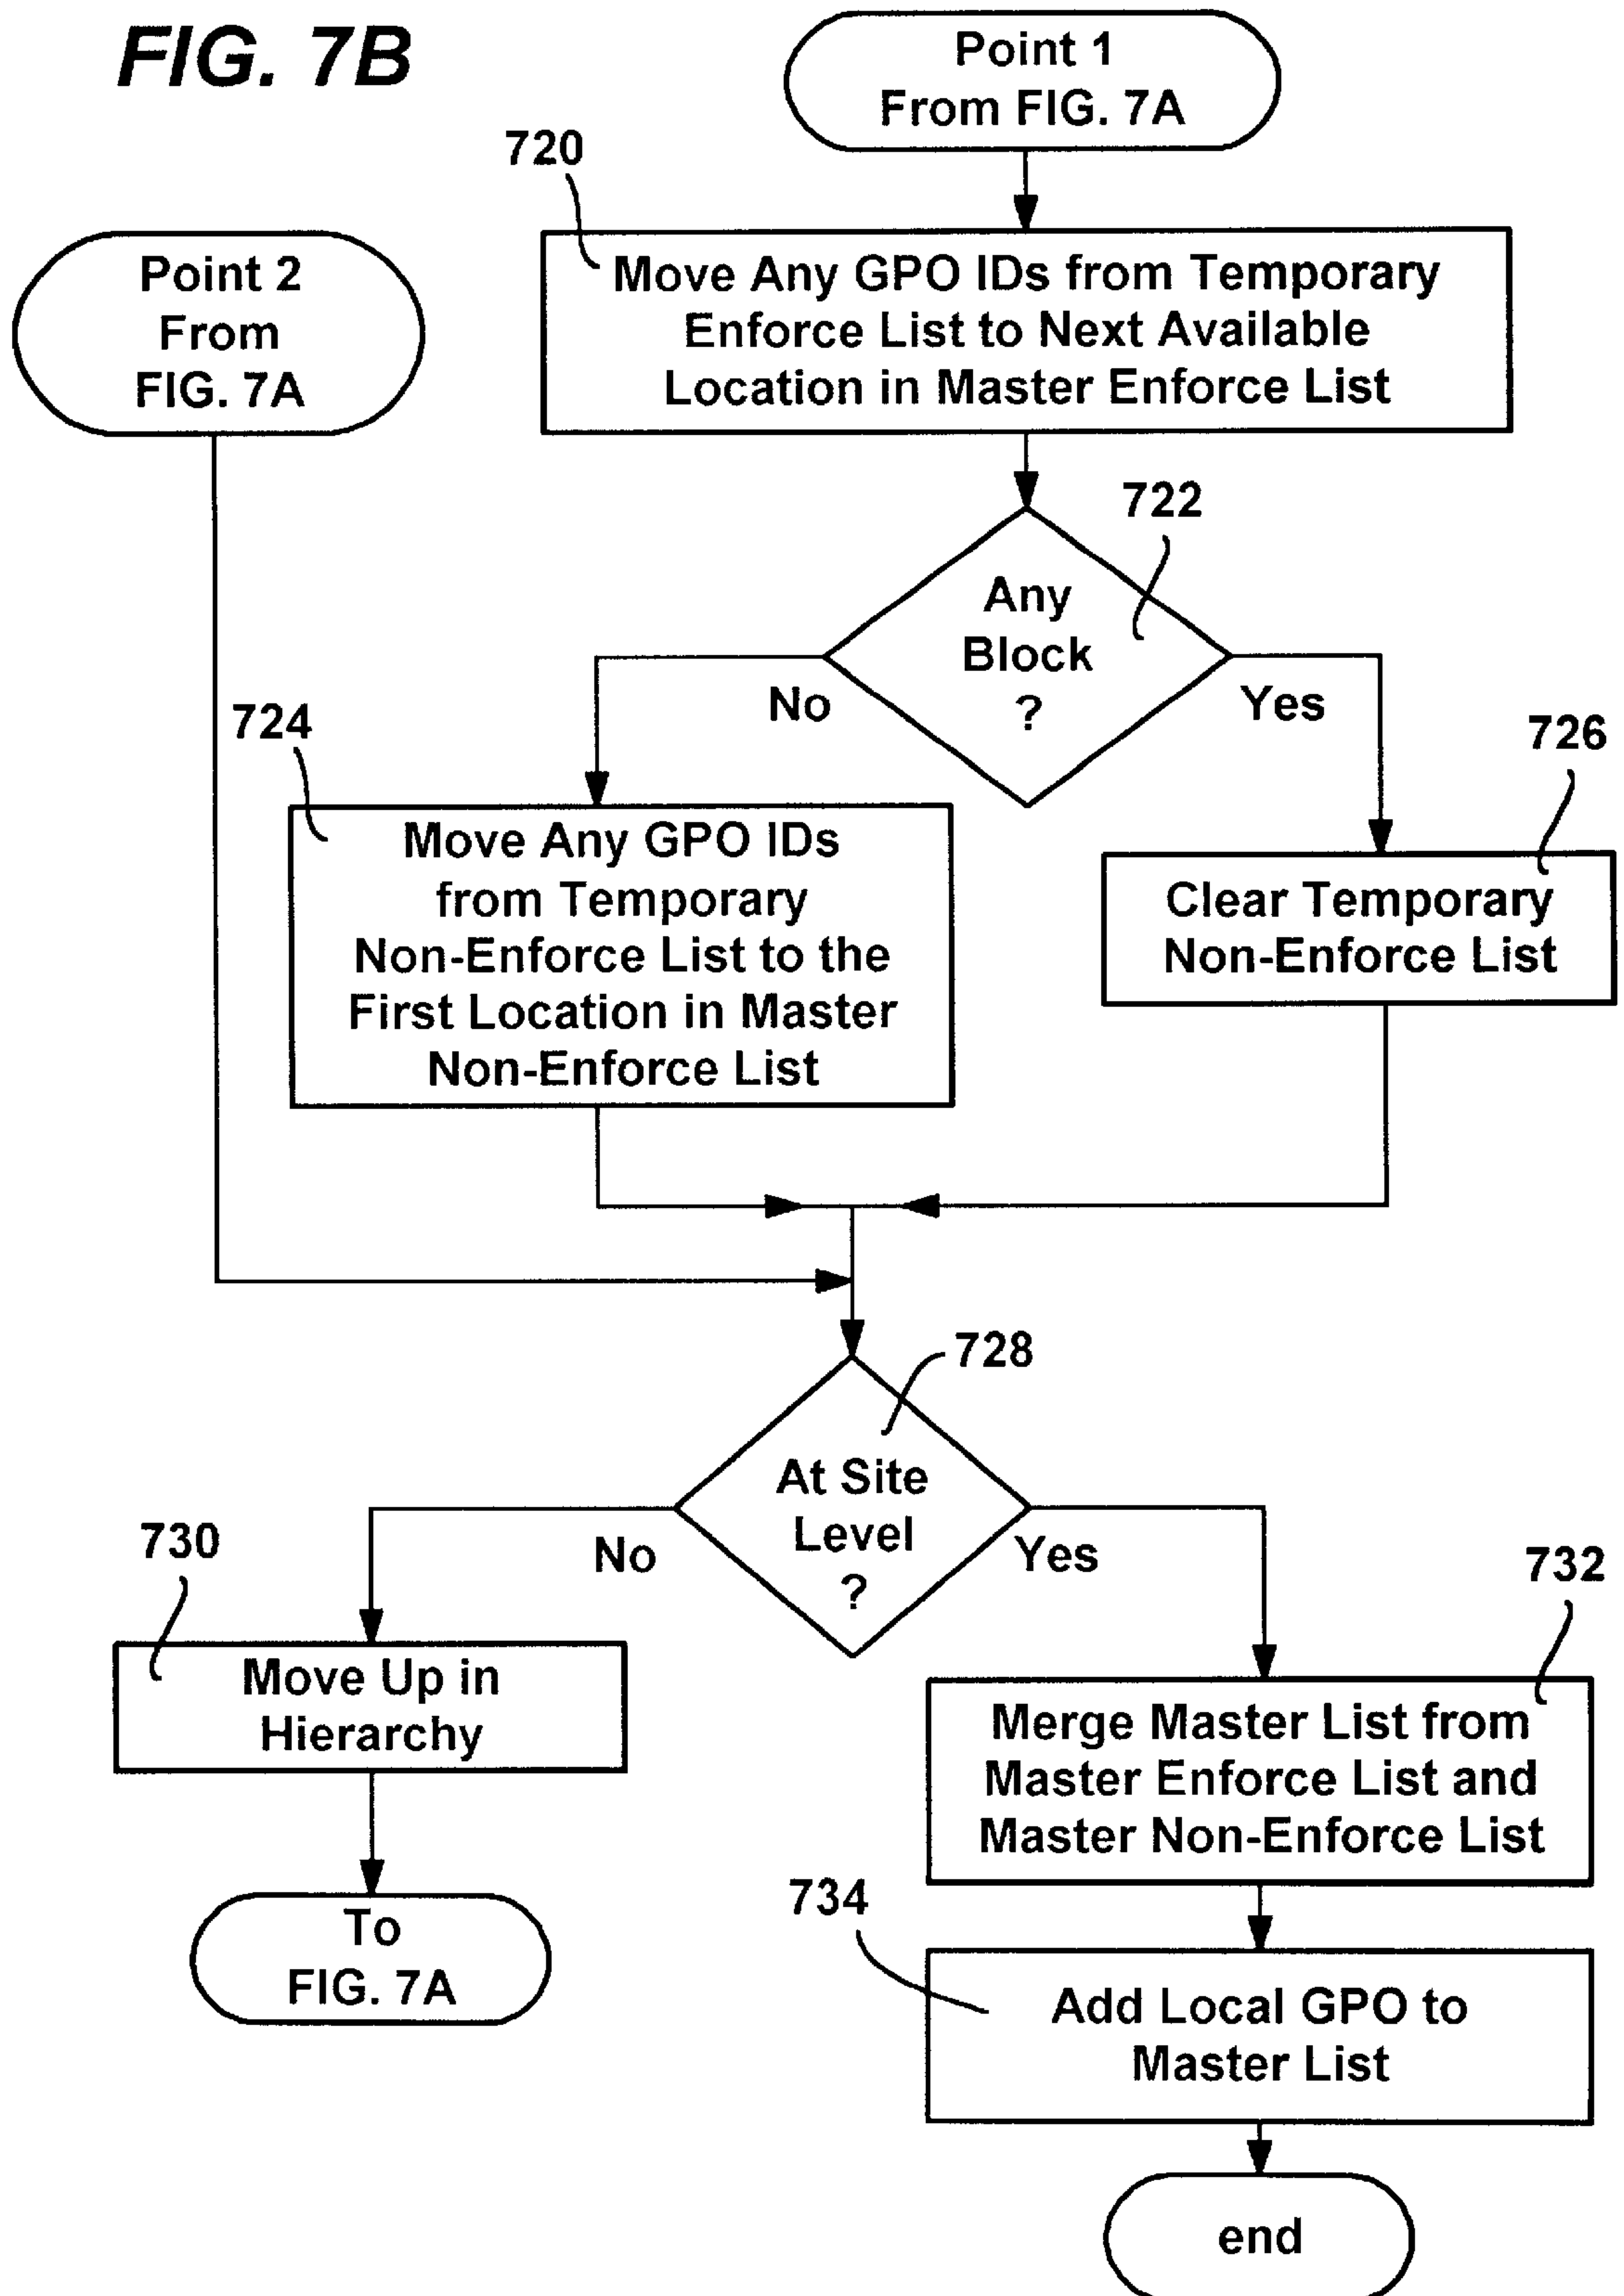 FIG. 7B
Point 1
From FIG. 7A
720
Point 2
From
FIG. 7A
Move Any GPO IDs from Temporary
Enforce List to Next Available
Location in Master Enforce List
722
Any
Block
?
No
Yes
724
726
Move Any GPO IDs
from Temporary
Non-Enforce List to the
First Location in Master
Non-Enforce List
Clear Temporary
Non-Enforce List
728
At Site
Level
?
No
Yes
730
732
Move Up in
Hierarchy
Merge Master List from
Master Enforce List and
Master Non-Enforce List
To
FIG. 7A
734
Add Local GPO to
Master List
end